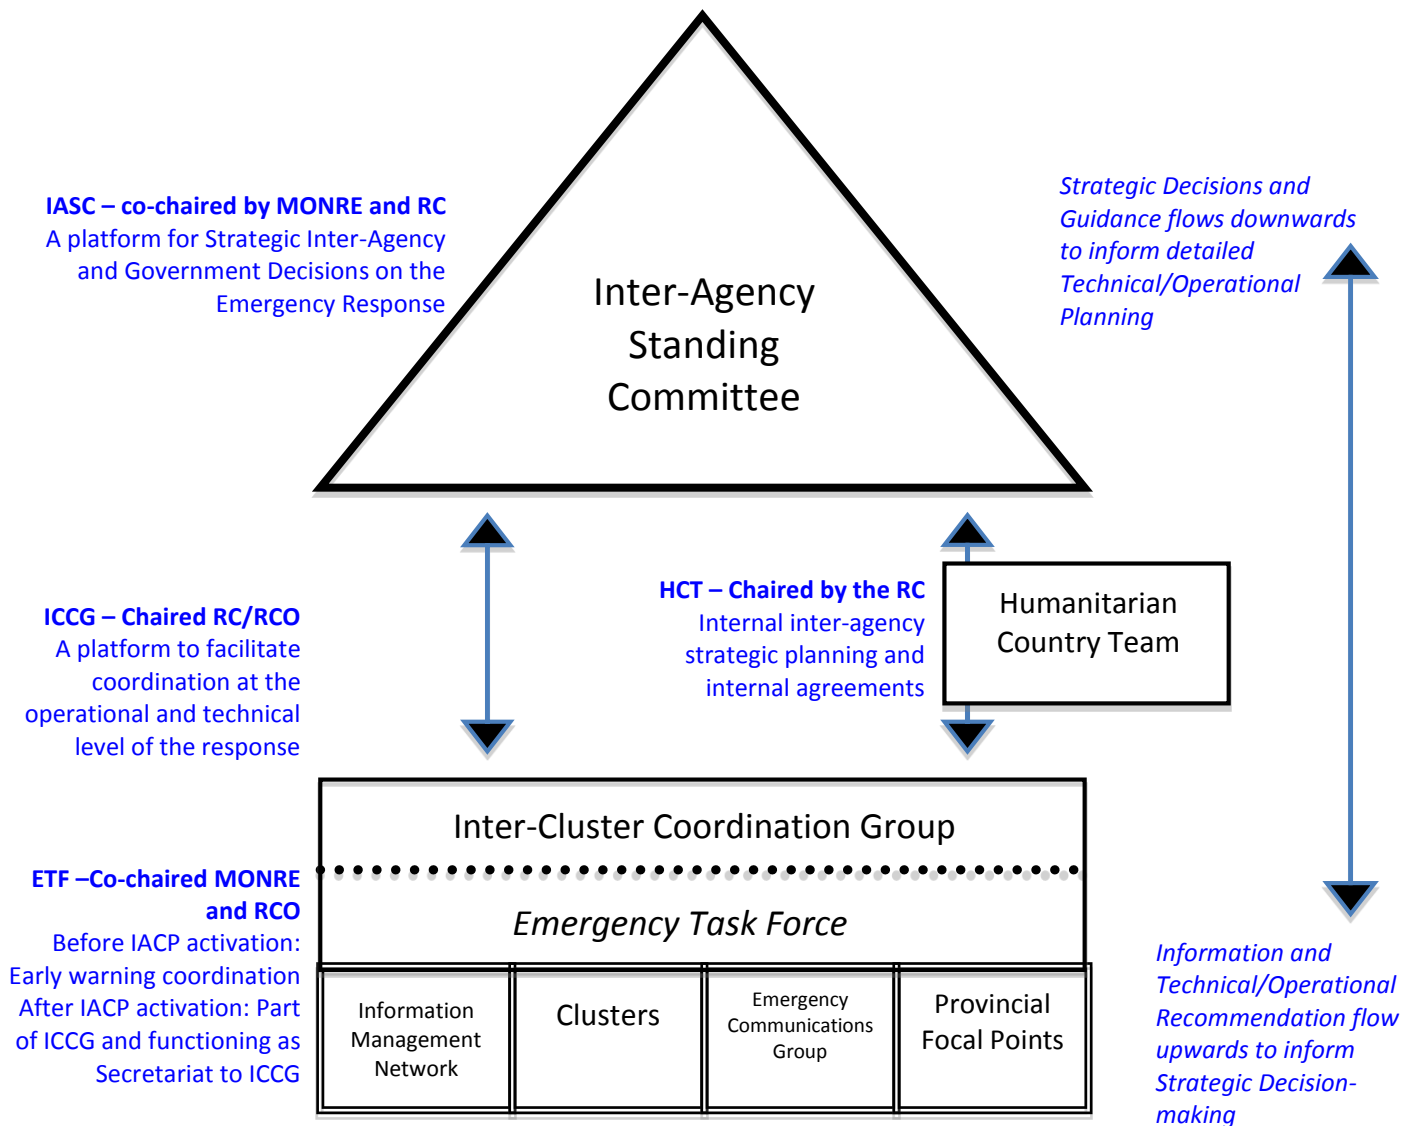 IASC – co-chaired by MONRE and RC
A platform for Strategic Inter-Agency
and Government Decisions on the
Emergency Response
Inter-Agency
Standing
Committee
Strategic Decisions and
Guidance flows downwards
to inform detailed
Technical/Operational
Planning
ICCG – Chaired RC/RCO
A platform to facilitate
coordination at the
operational and technical
level of the response
HCT – Chaired by the RC
Internal inter-agency
strategic planning and
internal agreements
Humanitarian
Country Team
Inter-Cluster Coordination Group
Emergency Task Force
ETF –Co-chaired MONRE
and RCO
Before IACP activation:
Early warning coordination
After IACP activation: Part
of ICCG and functioning as
Secretariat to ICCG
Information
Management
Network
Clusters
Emergency
Communications
Group
Provincial
Focal Points
Information and
Technical/Operational
Recommendation flow
upwards to inform
Strategic Decision-
making